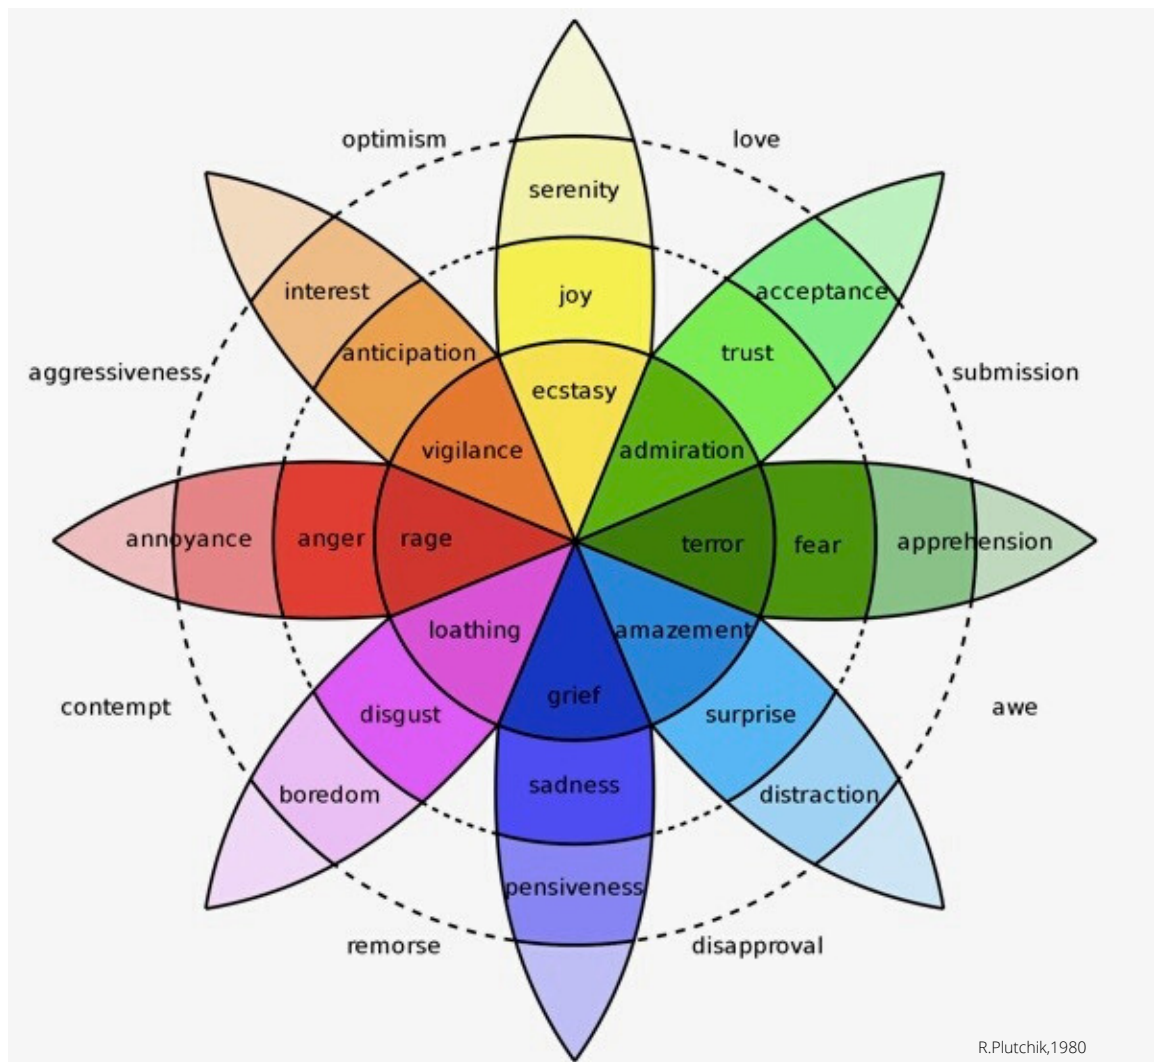 optimism
love
serenity
interest
joy
acceptance
anticipation
trust
aggressiveness
ecstasy
submission
vigilance
admiration
annoyance
anger
rage
terror
fear
apprehension
loathing
amazement
contempt
grief
awe
disgust
surprise
boredom
sadness
distraction
pensiveness
remorse
disapproval
R.Plutchik,1980